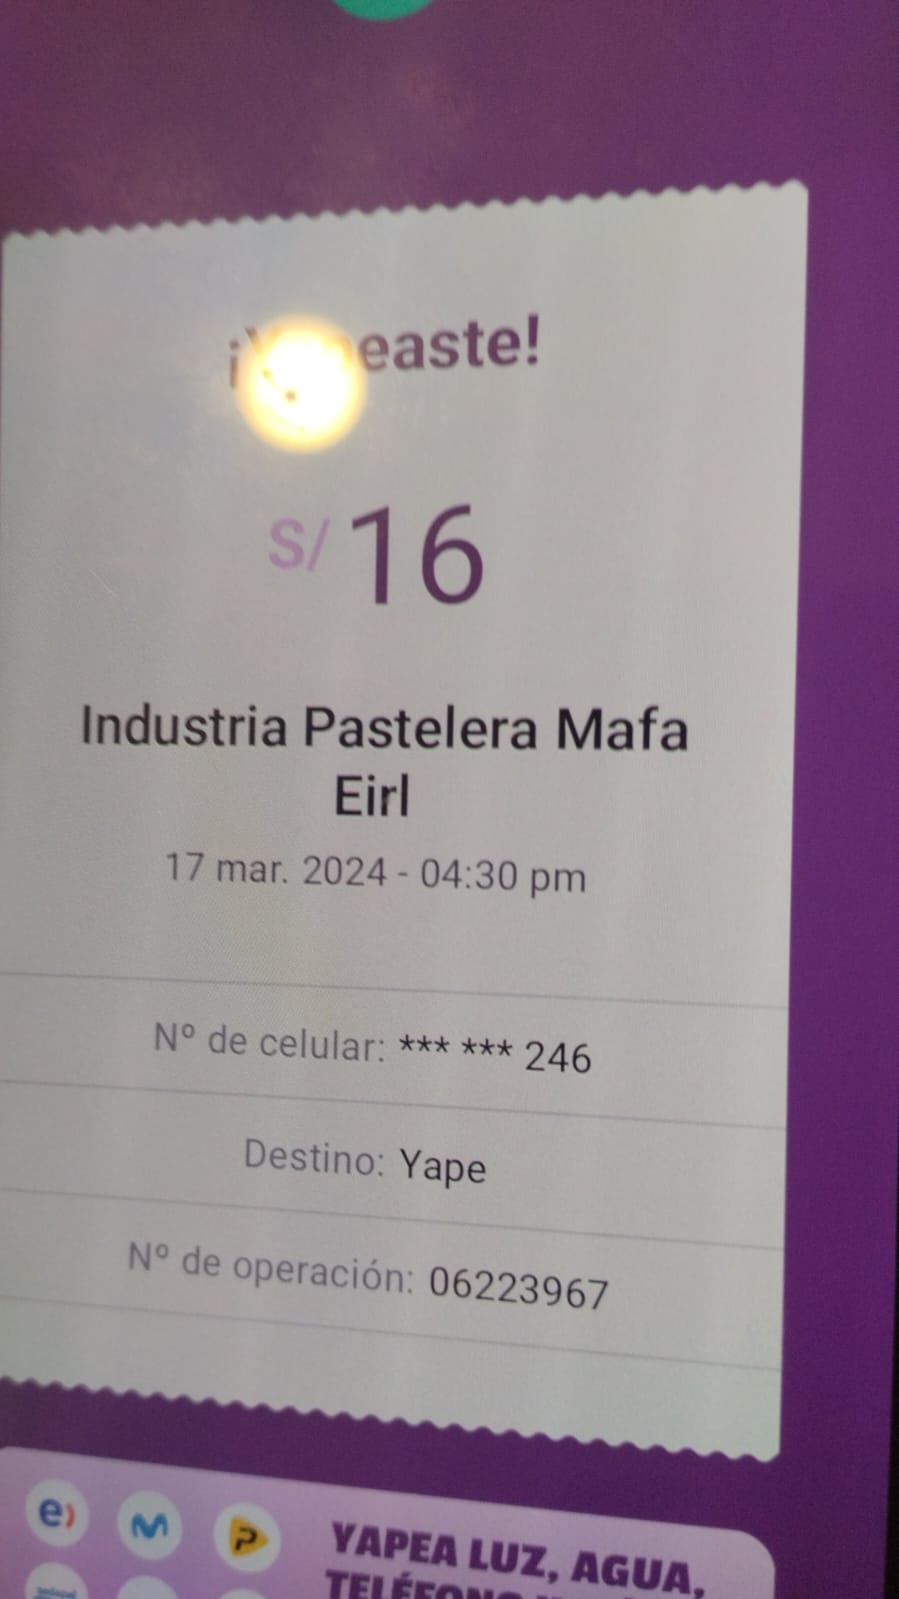 ¡Yapeaste!
S/ 16
Industria Pastelera Mafa
Eirl
17 mar. 2024 - 04:30 pm
Nº de celular: *** *** 246
Destino: Yape
Nº de operación: 06223967
e)
P
YAPEA LUZ, AGUA,
TELÉFONO